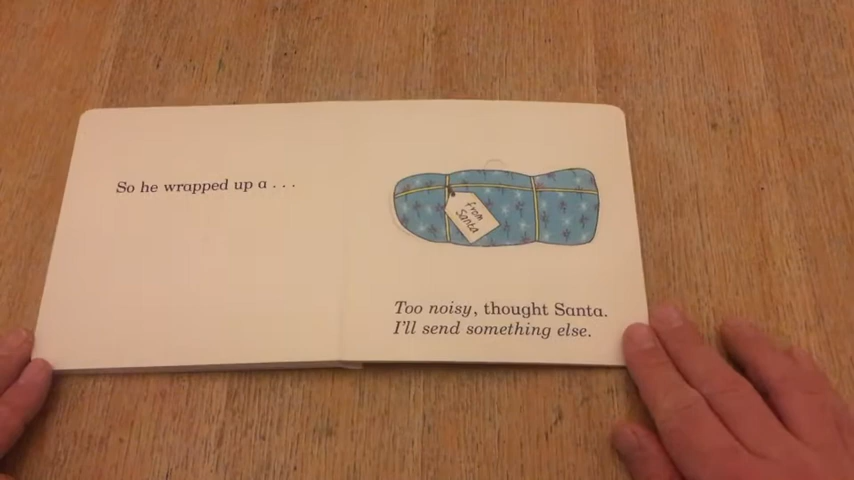 So he wrapped up a . . .
from
Santa
Too noisy, thought Santa.
I'll send something else.